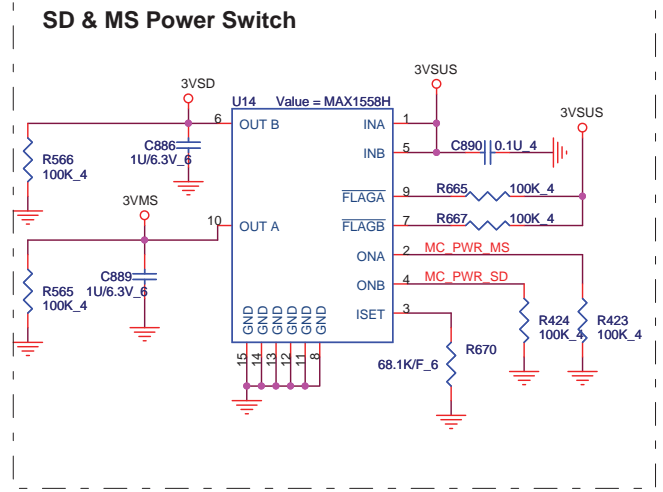 SD & MS Power Switch
3VSD
3VSUS
3VSUS
U14 Value = MAX1558H
6 OUT B
INA 1
C886
1U/6.3V_6
R566
100K_4
INB 5
C890 0.1U_4
FLAGA 9
R665 100K_4
3VMS
10 OUT A
FLAGB 7
R667 100K_4
ONA 2 MC_PWR_MS
ONB 4 MC_PWR_SD
C889
1U/6.3V_6
R565
100K_4
ISET 3
R424
100K_4
R423
100K_4
R670
68.1K/F_6
GND GND GND GND GND GND
15 14 13 12 11 8